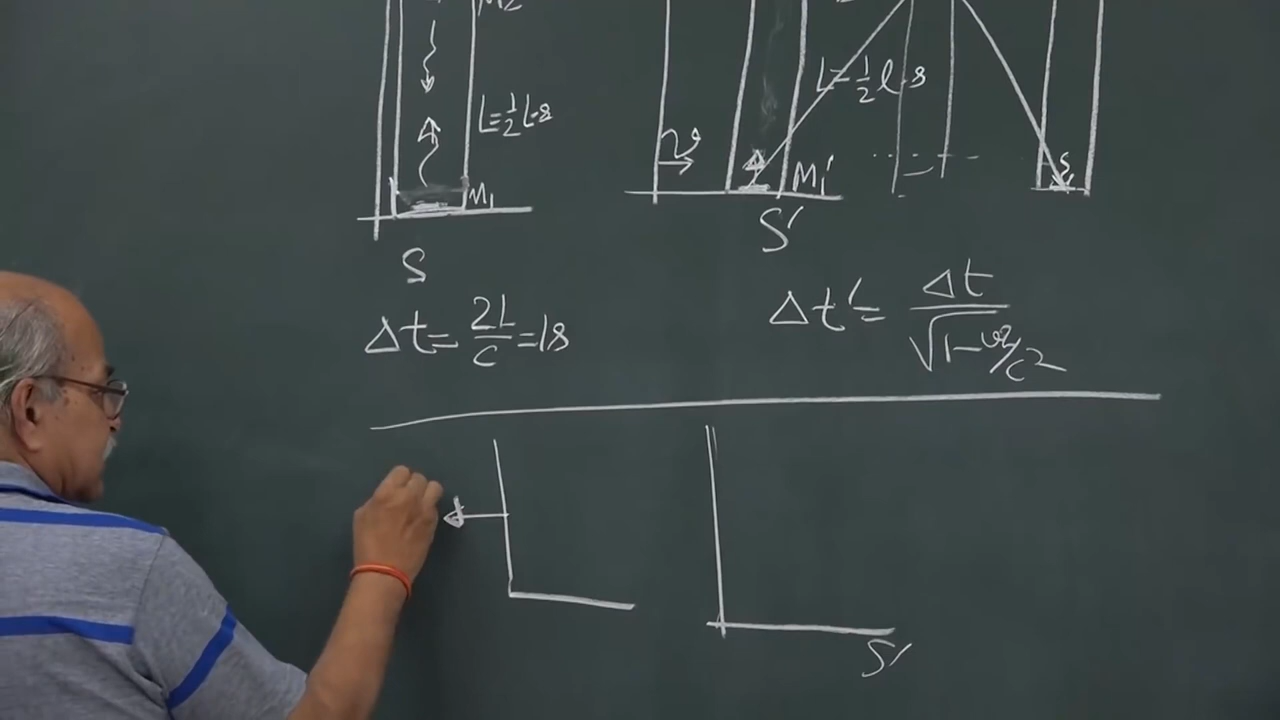 M2
L=1/2 l-s
M1
S
Δt=2L/c=1s
v
L=1/2 l-s
M1'
S'
Δt'=Δt/√1-v²/c²
S'